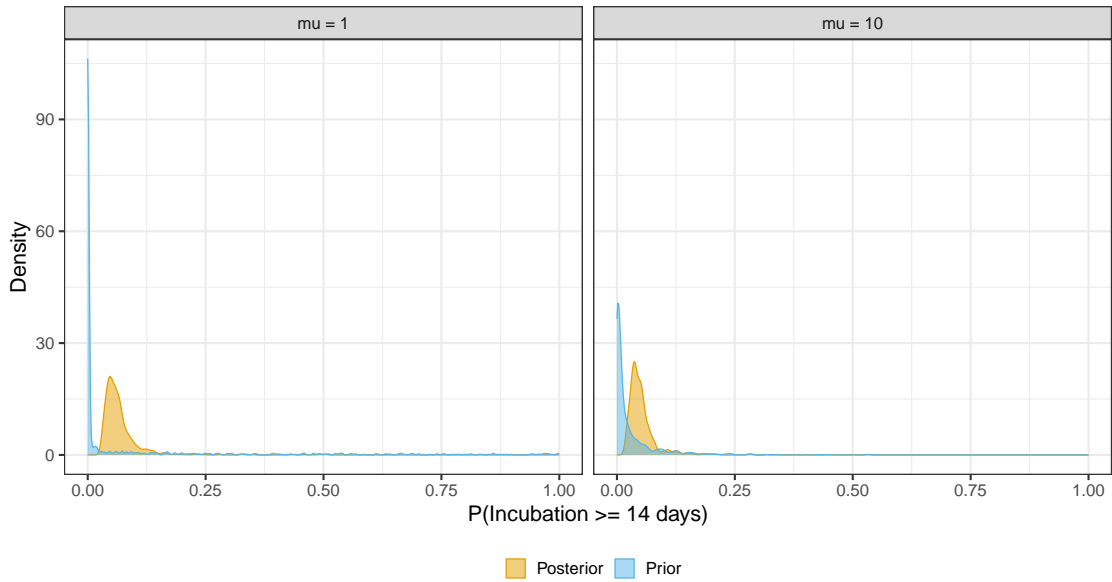 mu = 1
mu = 10
Density
90
60
30
0
0.00 0.25 0.50 0.75 1.00
0.00 0.25 0.50 0.75 1.00
P(Incubation >= 14 days)
Posterior Prior